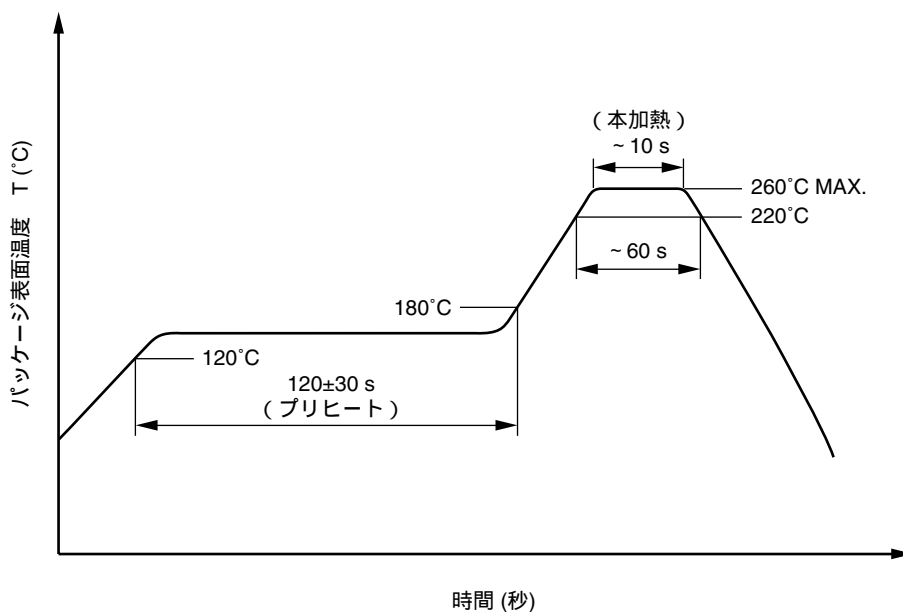 パッケージ表面温度 T (˚C)
( 本加熱 )
~ 10 s
260˚C MAX.
220˚C
~ 60 s
180˚C
120˚C
120±30 s
( プリヒート )
時間 (秒)